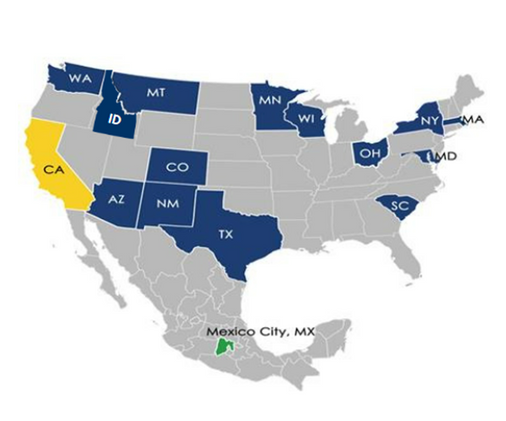 WA
MT
MN
ID
WI
NY
MA
OH
MD
CA
CO
AZ
NM
SC
TX
Mexico City, MX